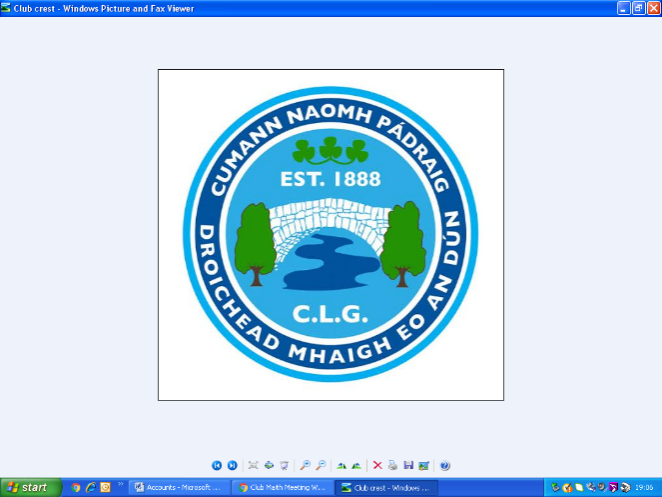 Club crest - Windows Picture and Fax Viewer
CUMANN NAOMH PÁDRAIG
EST. 1888
C.L.G.
DROICHEAD MHAIGH EO AN DÚN
start
Accounts - Microsoft ...
Club Meith Meeting W...
Club crest - Windows ...
19:06